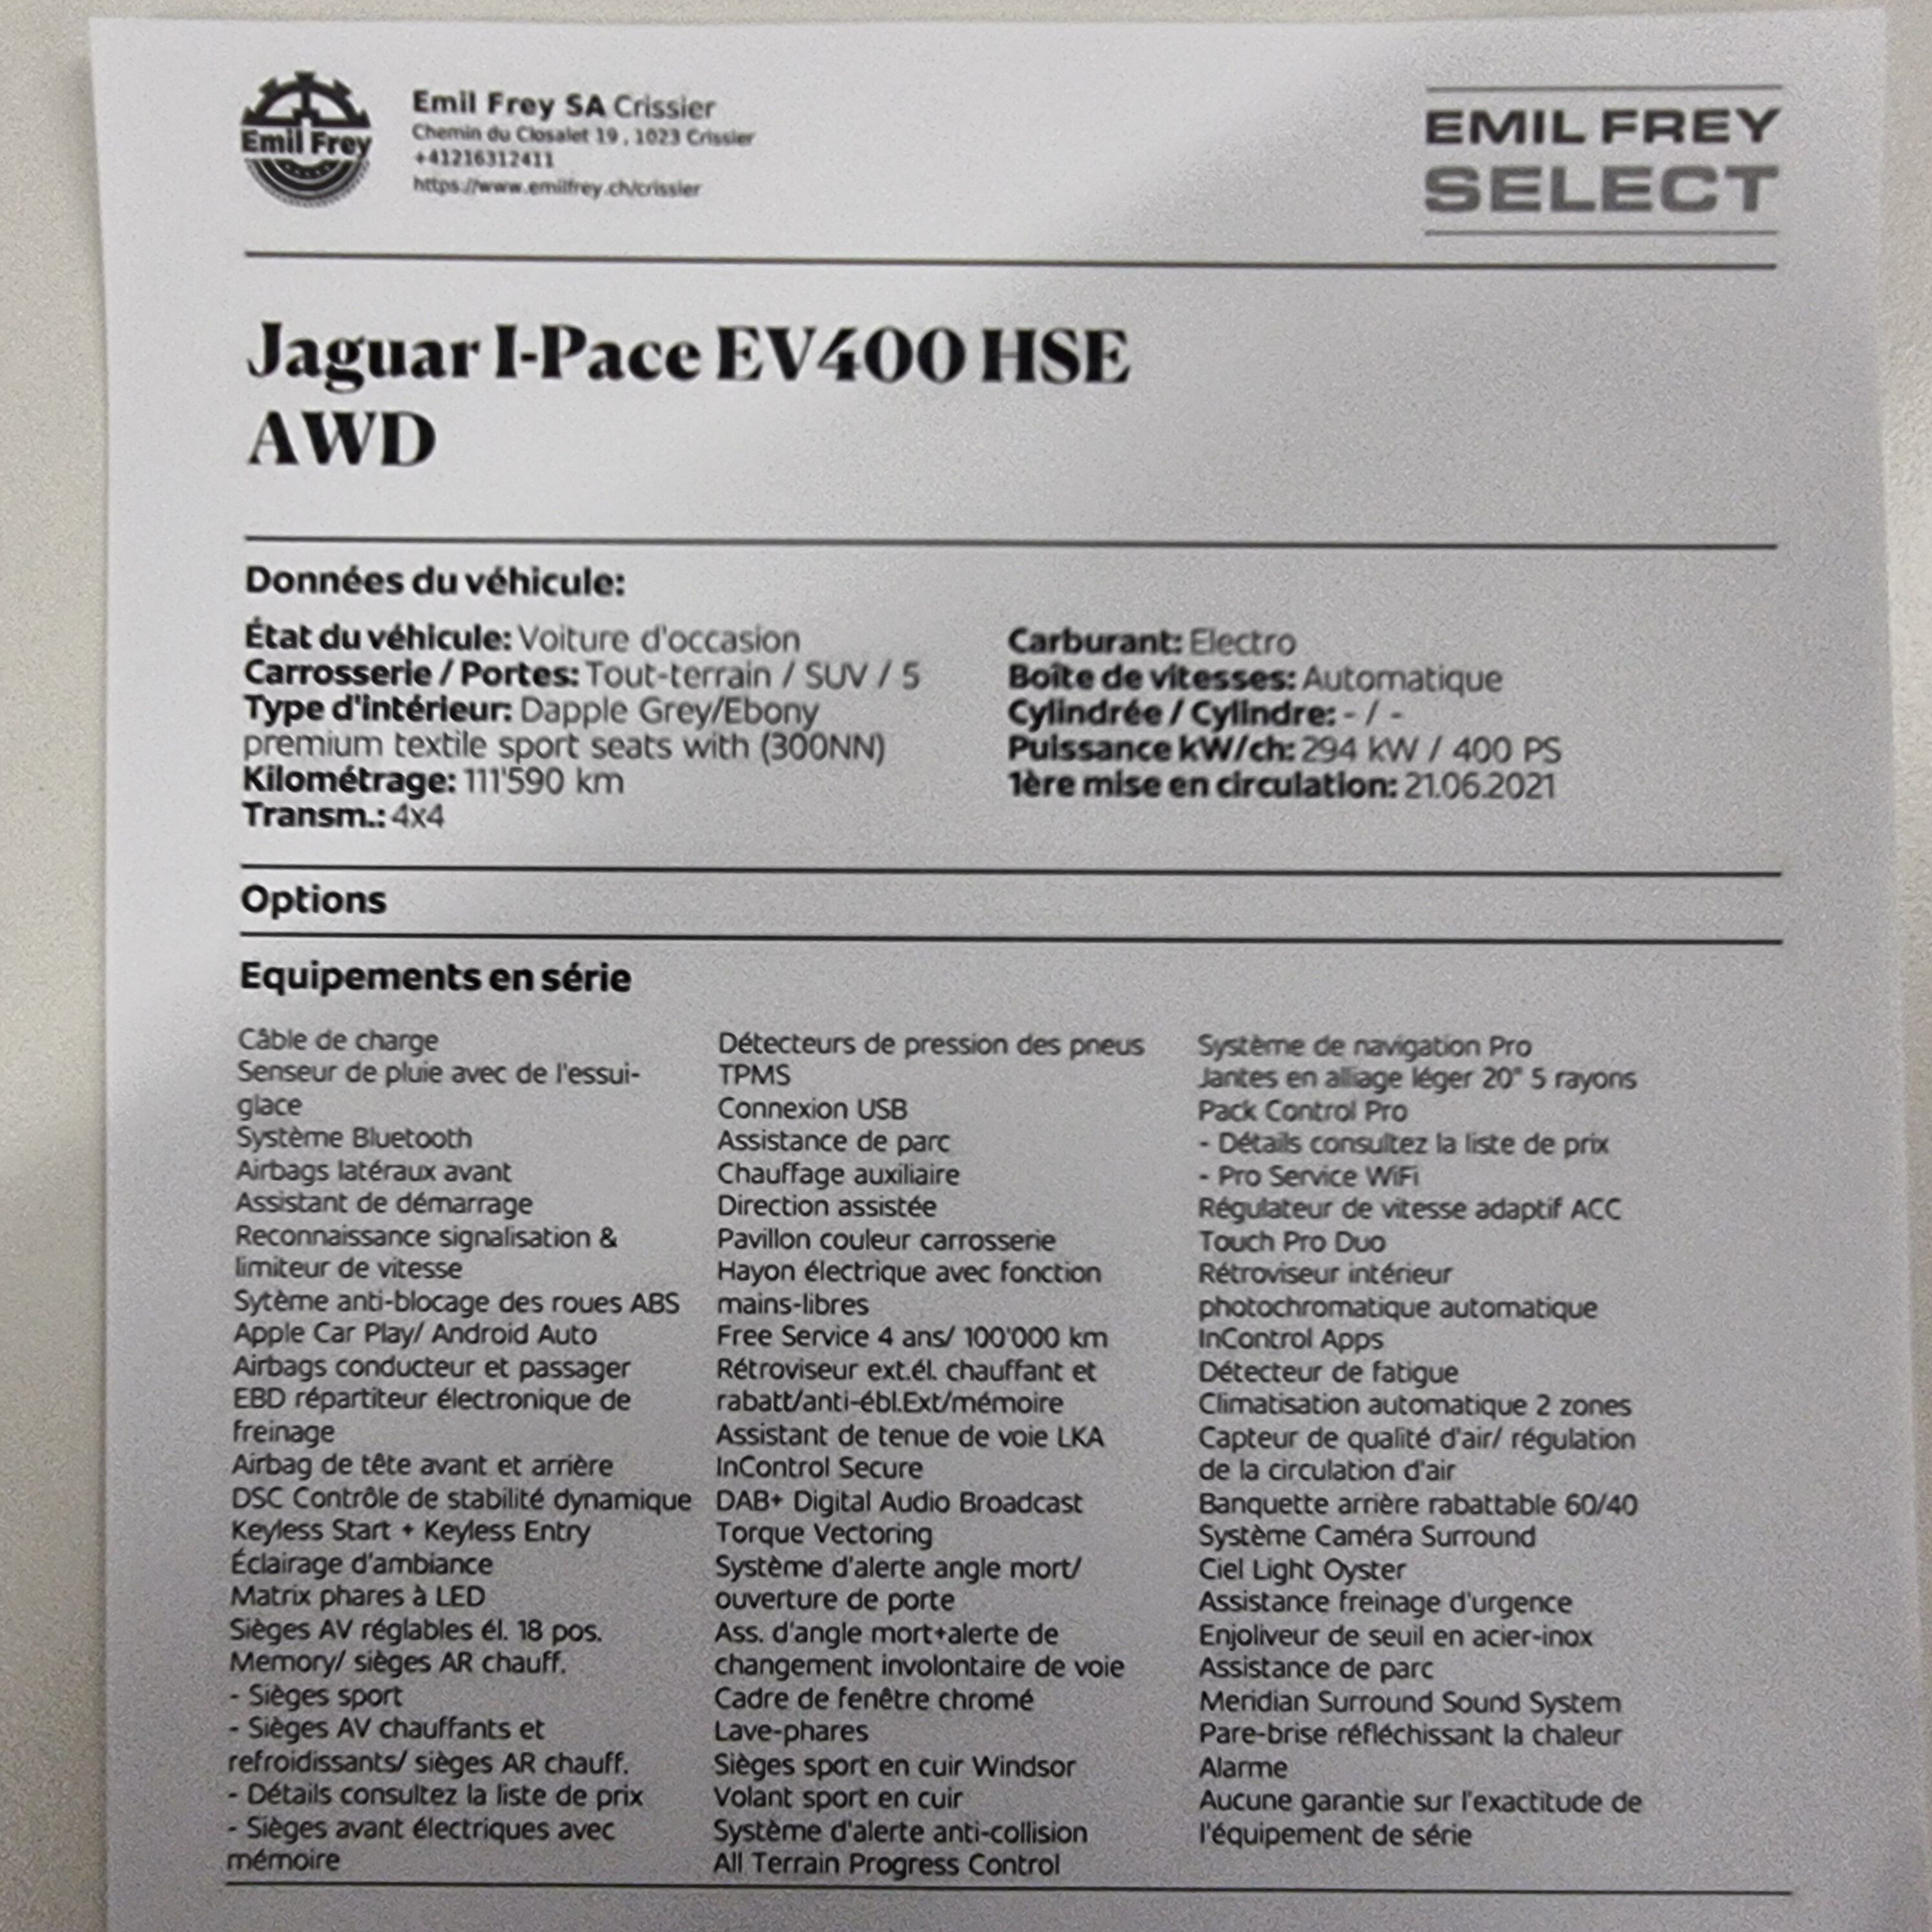 Emil Frey
Emil Frey SA Crissier
Chemin du Closalet 19, 1023 Crissier
+41216312411
https://www.emilfrey.ch/crissier
EMIL FREY
SELECT
Jaguar I-Pace EV400 HSE
AWD
Données du véhicule:
État du véhicule: Voiture d'occasion
Carrosserie / Portes: Tout-terrain / SUV / 5
Type d'intérieur: Dapple Grey/Ebony
premium textile sport seats with (300NN)
Kilométrage: 111'590 km
Transm.: 4x4
Carburant: Electro
Boîte de vitesses: Automatique
Cylindrée / Cylindre: - / -
Puissance kW/ch: 294 kW / 400 PS
1ère mise en circulation: 21.06.2021
Options
Equipements en série
Câble de charge
Senseur de pluie avec de l'essui-
glace
Système Bluetooth
Airbags latéraux avant
Assistant de démarrage
Reconnaissance signalisation &
limiteur de vitesse
Sytème anti-blocage des roues ABS
Apple Car Play/ Android Auto
Airbags conducteur et passager
EBD répartiteur électronique de
freinage
Airbag de tête avant et arrière
DSC Contrôle de stabilité dynamique
Keyless Start + Keyless Entry
Éclairage d'ambiance
Matrix phares à LED
Sièges AV réglables él. 18 pos.
Memory/ sièges AR chauff.
- Sièges sport
- Sièges AV chauffants et
refroidissants/ sièges AR chauff.
- Détails consultez la liste de prix
- Sièges avant électriques avec
mémoire
Détecteurs de pression des pneus
TPMS
Connexion USB
Assistance de parc
Chauffage auxiliaire
Direction assistée
Pavillon couleur carrosserie
Hayon électrique avec fonction
mains-libres
Free Service 4 ans/ 100'000 km
Rétroviseur ext.él. chauffant et
rabatt/anti-ébl.Ext/mémoire
Assistant de tenue de voie LKA
InControl Secure
DAB+ Digital Audio Broadcast
Torque Vectoring
Système d'alerte angle mort/
ouverture de porte
Ass. d'angle mort+alerte de
changement involontaire de voie
Cadre de fenêtre chromé
Lave-phares
Sièges sport en cuir Windsor
Volant sport en cuir
Système d'alerte anti-collision
All Terrain Progress Control
Système de navigation Pro
Jantes en alliage léger 20" 5 rayons
Pack Control Pro
- Détails consultez la liste de prix
- Pro Service WiFi
Régulateur de vitesse adaptif ACC
Touch Pro Duo
Rétroviseur intérieur
photochromatique automatique
InControl Apps
Détecteur de fatigue
Climatisation automatique 2 zones
Capteur de qualité d'air/ régulation
de la circulation d'air
Banquette arrière rabattable 60/40
Système Caméra Surround
Ciel Light Oyster
Assistance freinage d'urgence
Enjoliveur de seuil en acier-inox
Assistance de parc
Meridian Surround Sound System
Pare-brise réfléchissant la chaleur
Alarme
Aucune garantie sur l'exactitude de
l'équipement de série